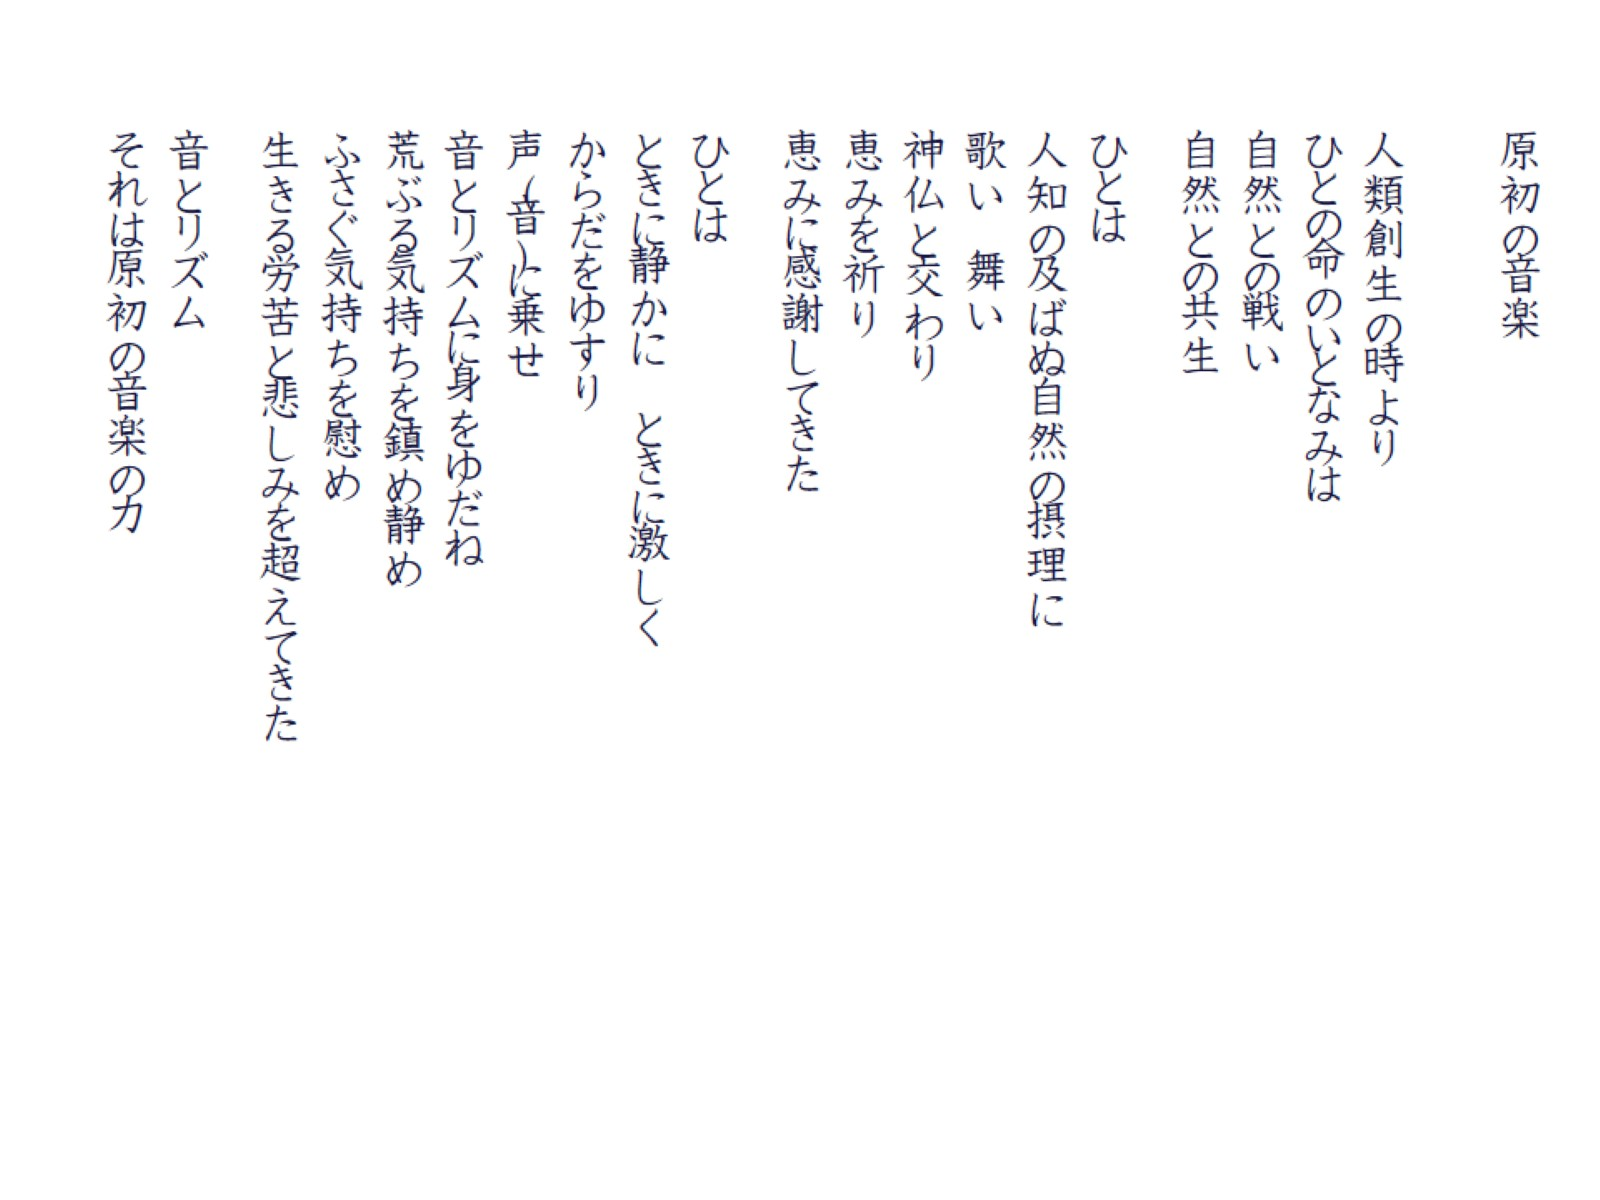 原初の音楽
人類創生の時より
ひとの命のいとなみは
自然との戦い
自然との共生
ひとは
人知の及ばぬ自然の摂理に
歌い　舞い
神仏と交わり
恵みを祈り
恵みに感謝してきた
ひとは
ときに静かに　ときに激しく
からだをゆすり
声(音)に乗せ
音とリズムに身をゆだね
荒ぶる気持ちを鎮め静め
ふさぐ気持ちを慰め
生きる労苦と悲しみを超えてきた
音とリズム
それは原初の音楽の力